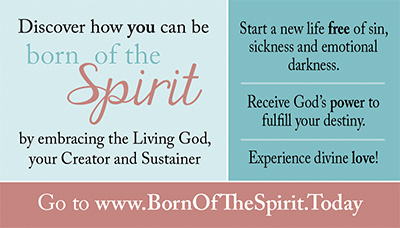 Discover how you can be
born of the
Spirit
by embracing the Living God,
your Creator and Sustainer
Start a new life free of sin,
sickness and emotional
darkness.
Receive God's power to
fulfill your destiny.
Experience divine love!
Go to www.BornOfTheSpirit.Today